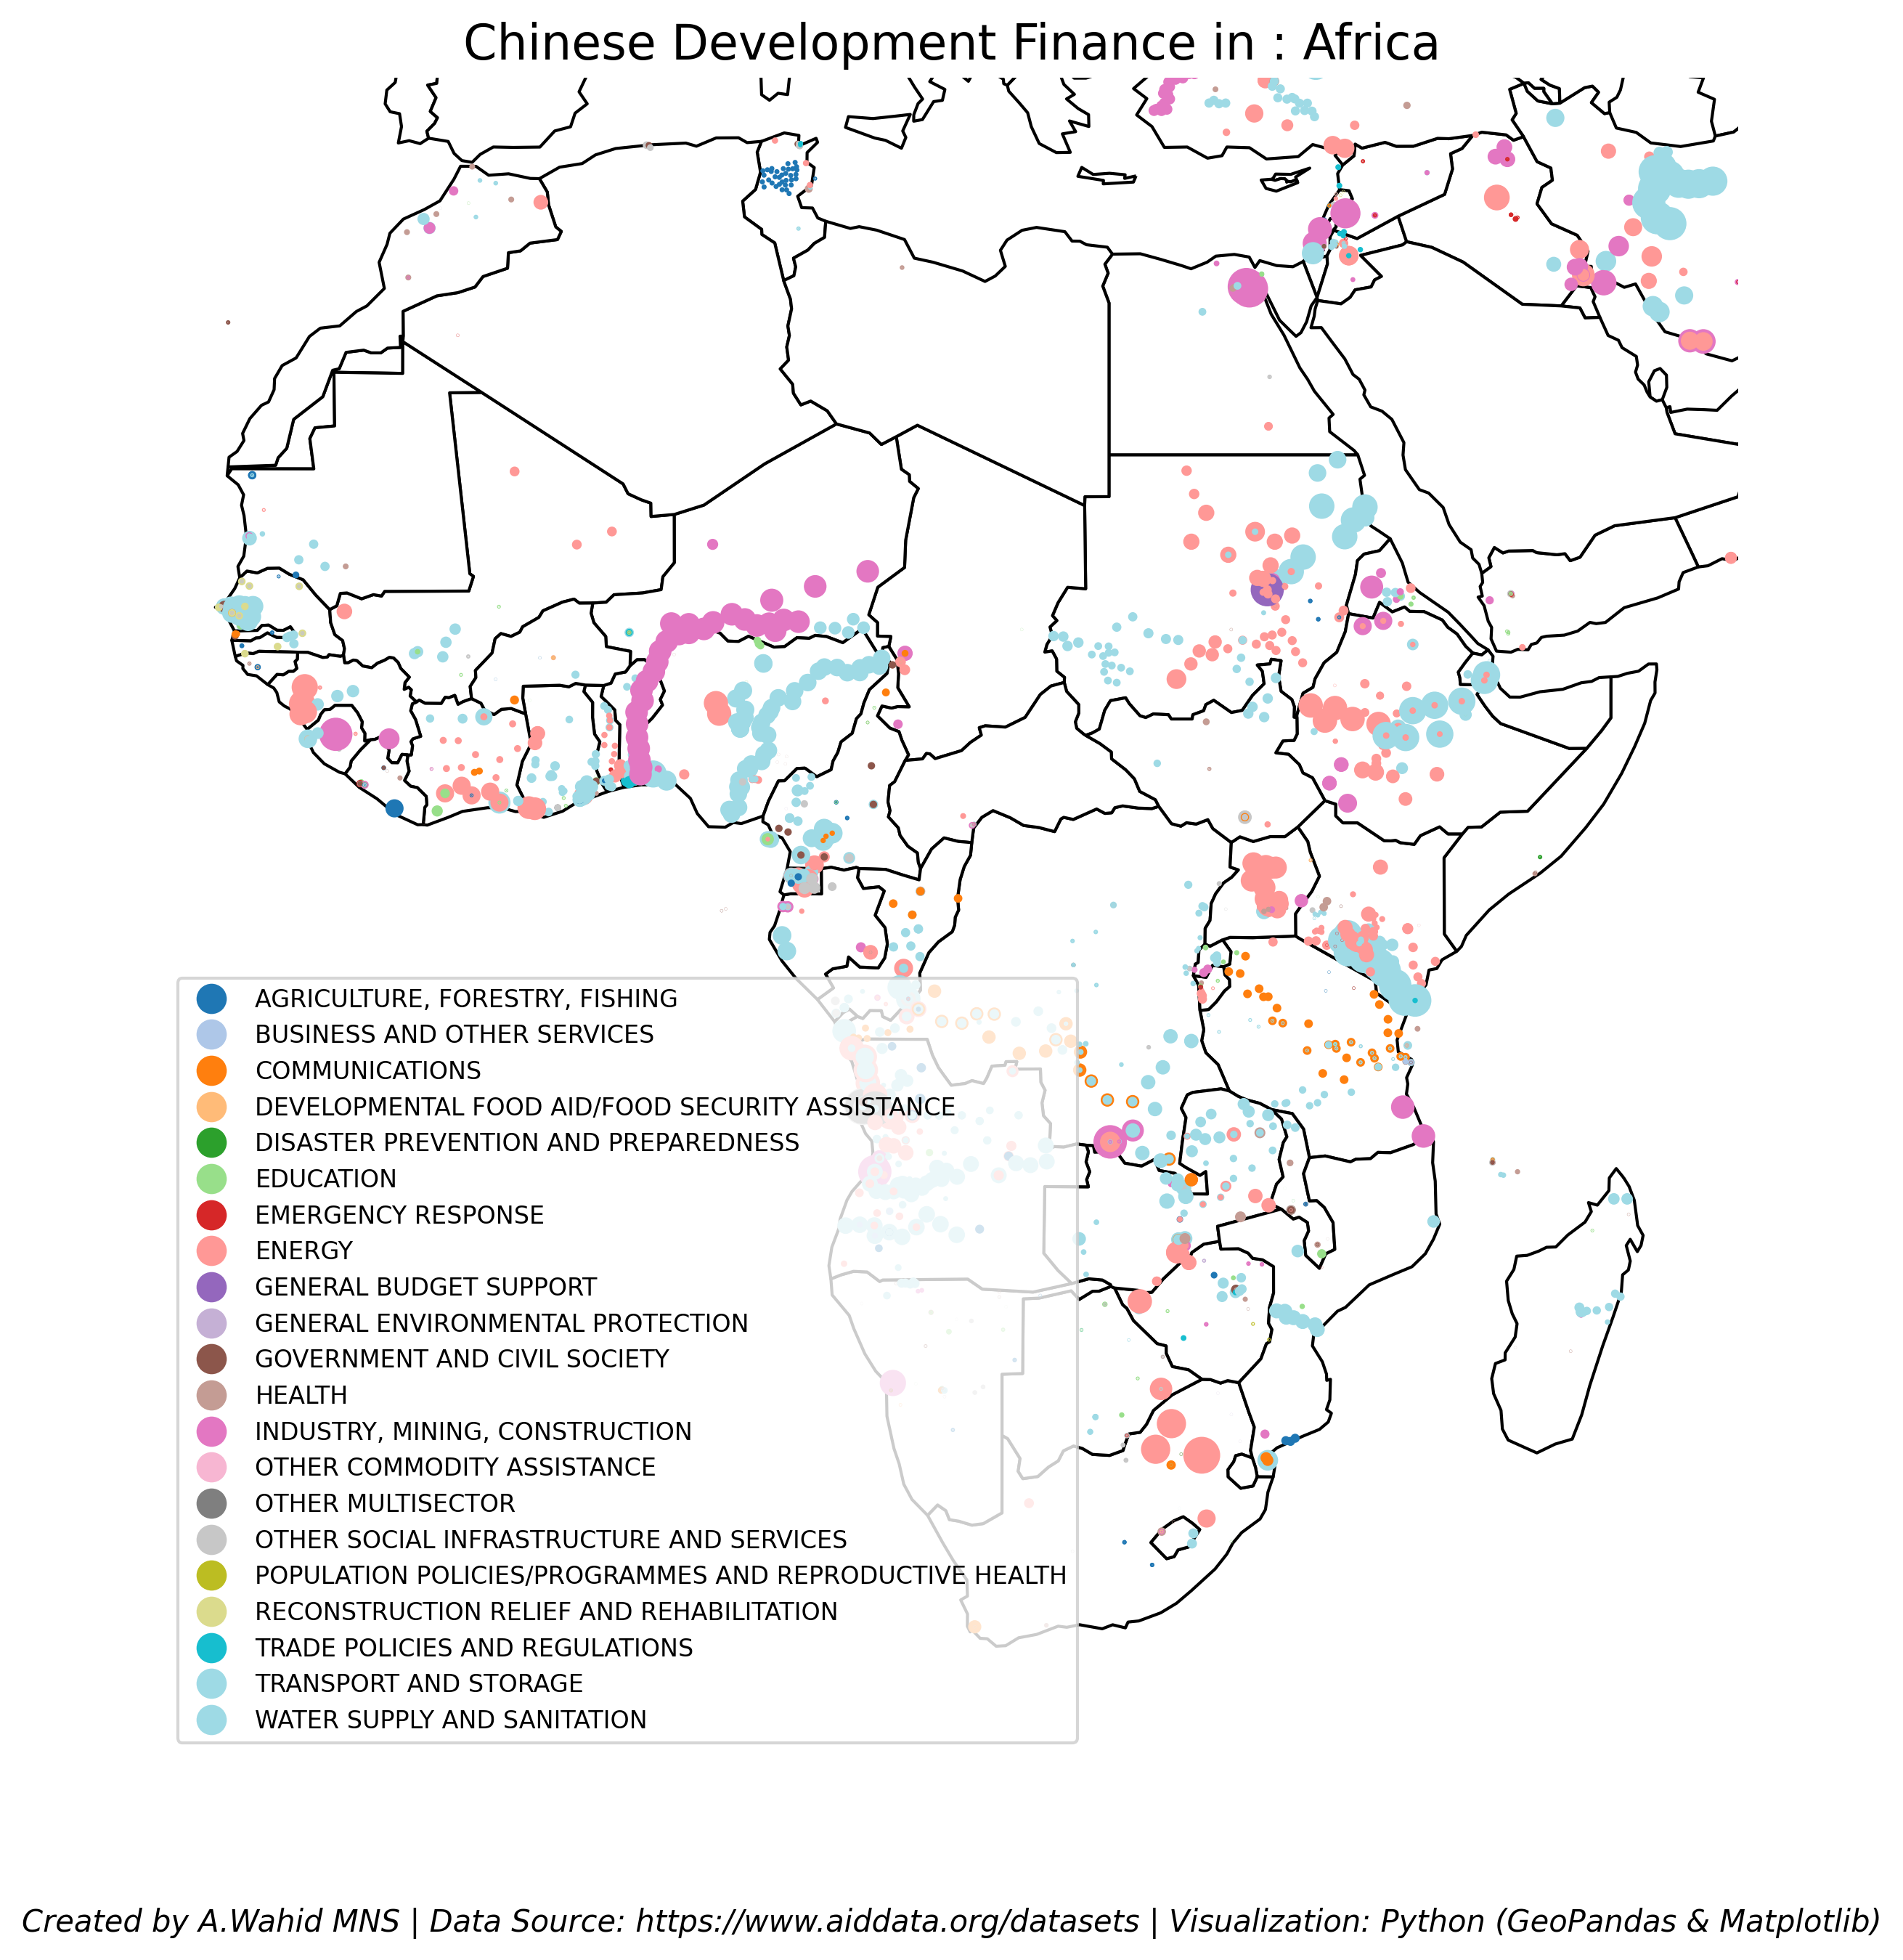 Chinese Development Finance in : Africa
AGRICULTURE, FORESTRY, FISHING
BUSINESS AND OTHER SERVICES
COMMUNICATIONS
DEVELOPMENTAL FOOD AID/FOOD SECURITY ASSISTANCE
DISASTER PREVENTION AND PREPAREDNESS
EDUCATION
EMERGENCY RESPONSE
ENERGY
GENERAL BUDGET SUPPORT
GENERAL ENVIRONMENTAL PROTECTION
GOVERNMENT AND CIVIL SOCIETY
HEALTH
INDUSTRY, MINING, CONSTRUCTION
OTHER COMMODITY ASSISTANCE
OTHER MULTISECTOR
OTHER SOCIAL INFRASTRUCTURE AND SERVICES
POPULATION POLICIES/PROGRAMMES AND REPRODUCTIVE HEALTH
RECONSTRUCTION RELIEF AND REHABILITATION
TRADE POLICIES AND REGULATIONS
TRANSPORT AND STORAGE
WATER SUPPLY AND SANITATION
Created by A.Wahid MNS | Data Source: https://www.aiddata.org/datasets | Visualization: Python (GeoPandas & Matplotlib)